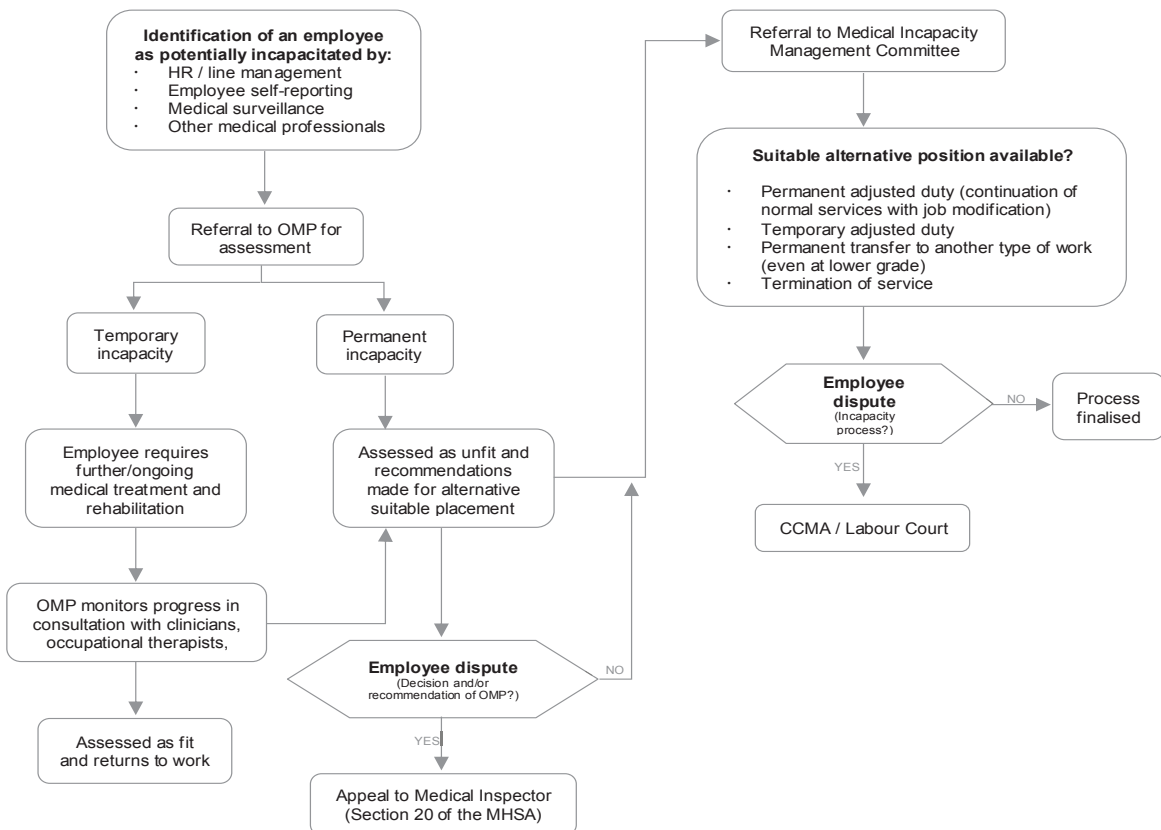 Identification of an employee
as potentially incapacitated by:
· HR / line management
· Employee self-reporting
· Medical surveillance
· Other medical professionals
Referral to OMP for
assessment
Temporary
incapacity
Permanent
incapacity
Employee requires
further/ongoing
medical treatment and
rehabilitation
Assessed as unfit and
recommendations
made for alternative
suitable placement
OMP monitors progress in
consultation with clinicians,
occupational therapists,
Assessed as fit
and returns to work
Employee dispute
(Decision and/or
recommendation of OMP?)
NO
YES
Appeal to Medical Inspector
(Section 20 of the MHSA)
Referral to Medical Incapacity
Management Committee
Suitable alternative position available?
· Permanent adjusted duty (continuation of
normal services with job modification)
· Temporary adjusted duty
· Permanent transfer to another type of work
(even at lower grade)
· Termination of service
Employee
dispute
(Incapacity
process?)
NO
Process
finalised
YES
CCMA / Labour Court